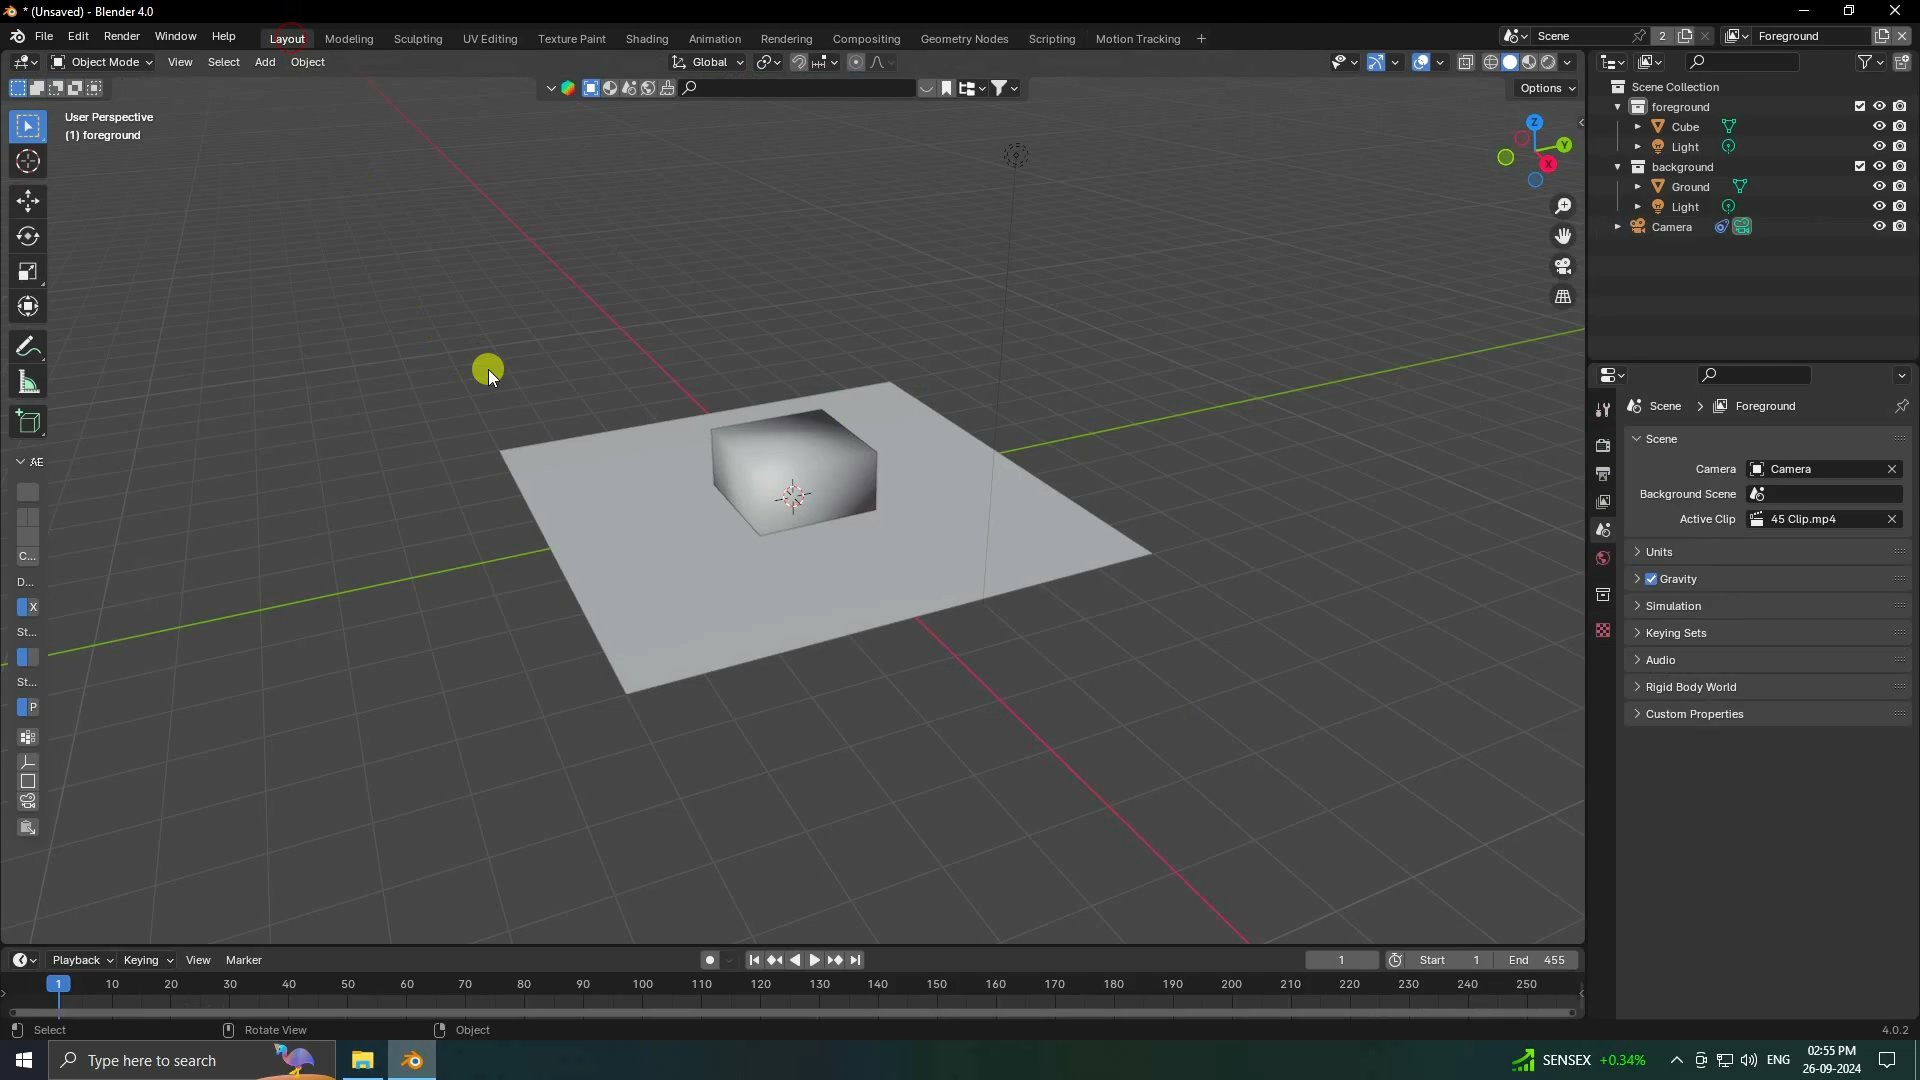 * (Unsaved) - Blender 4.0
File Edit Render Window Help Layout Modeling Sculpting UV Editing Texture Paint Shading Animation Rendering Compositing Geometry Nodes Scripting Motion Tracking + Scene 2 Foreground
Object Mode View Select Add Object Global
Options
User Perspective
(1) foreground
Z
Y
X
Scene Collection
foreground
Cube
Light
background
Ground
Light
Camera
Scene > Foreground
Scene
Camera Camera
Background Scene
Active Clip 45 Clip.mp4
Units
Gravity
Simulation
Keying Sets
Audio
Rigid Body World
Custom Properties
AE
C...
D...
X
St...
St...
P
Playback Keying View Marker 1 Start 1 End 455
1 10 20 30 40 50 60 70 80 90 100 110 120 130 140 150 160 170 180 190 200 210 220 230 240 250
Select Rotate View Object 4.0.2
Type here to search SENSEX +0.34% ENG 02:55 PM
26-09-2024